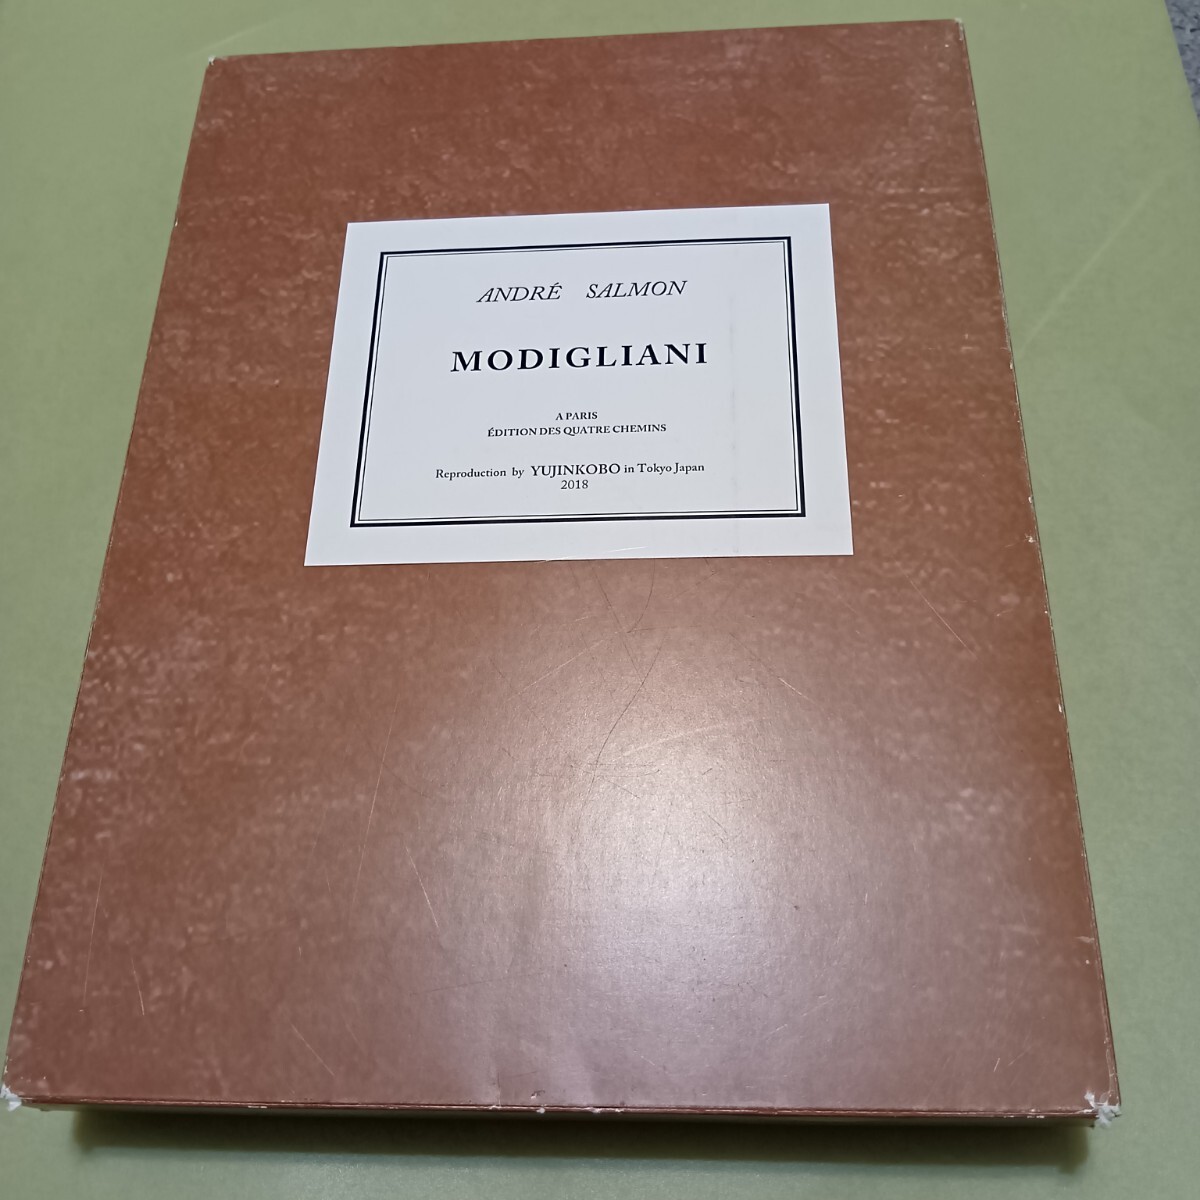 ANDRÉ SALMON
MODIGLIANI
A PARIS
ÉDITION DES QUATRE CHEMINS
Reproduction by YUJINKOBO in Tokyo Japan
2018